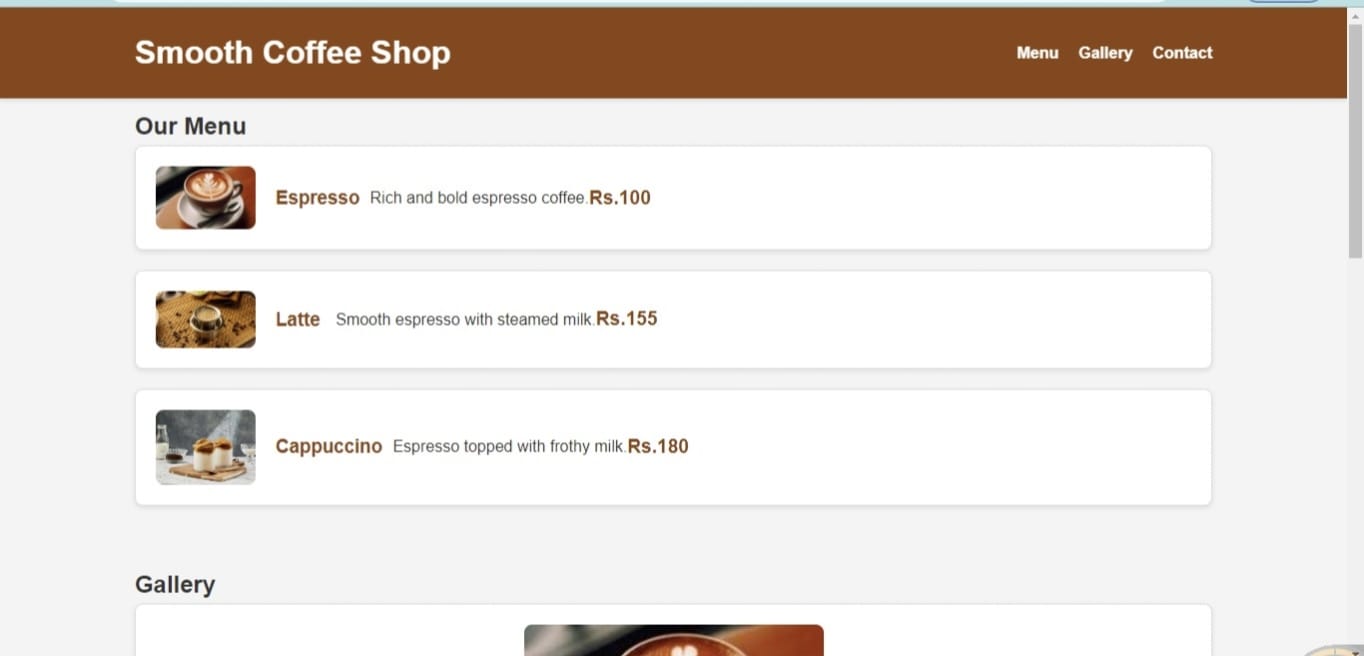 Smooth Coffee Shop
Menu Gallery Contact
Our Menu
Espresso Rich and bold espresso coffee.Rs.100
Latte Smooth espresso with steamed milk.Rs.155
Cappuccino Espresso topped with frothy milk.Rs.180
Gallery